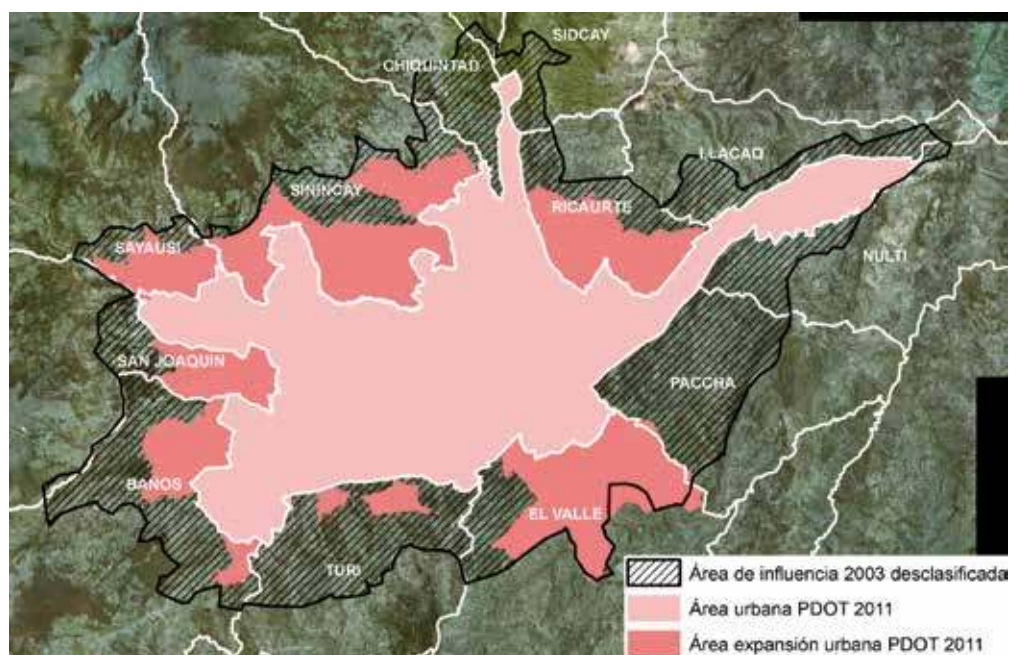 SIDCAY
CHIQUINTAD
LLACAO
SININCAY
RICAURTE
SAYAUSI
NULTI
SAN JOAQUIN
PACCHA
BAÑOS
EL VALLE
TURI
Área de influencia 2003 desclasificada
Área urbana PDOT 2011
Área expansión urbana PDOT 2011